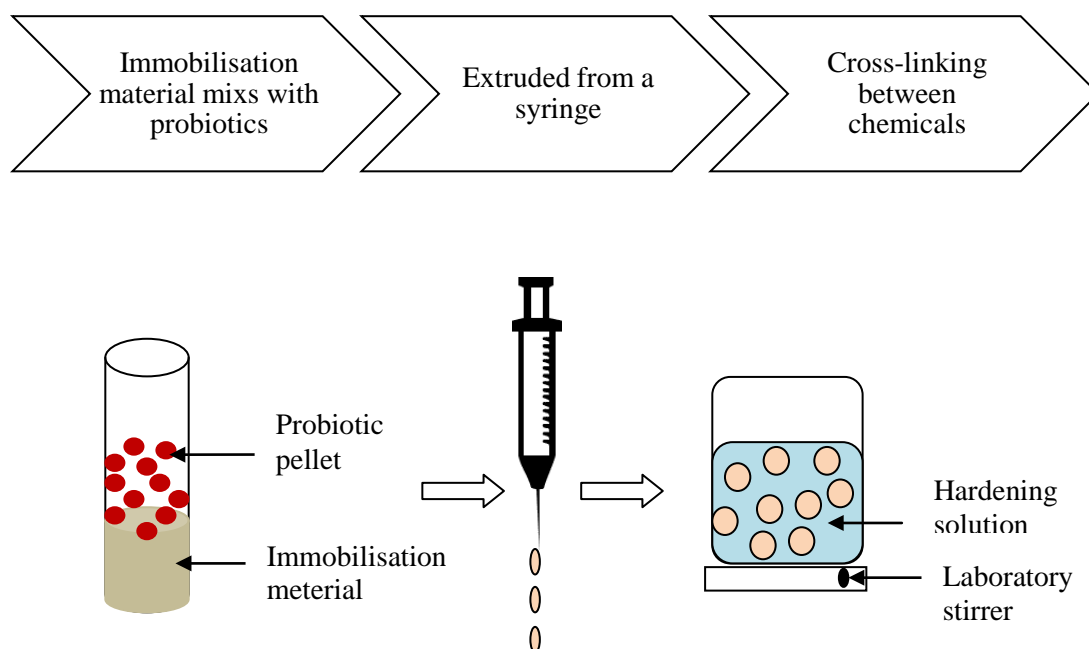 Immobilisation
material mixs with
probiotics
Extruded from a
syringe
Cross-linking
between
chemicals
Probiotic
pellet
Immobilisation
meterial
Hardening
solution
Laboratory
stirrer